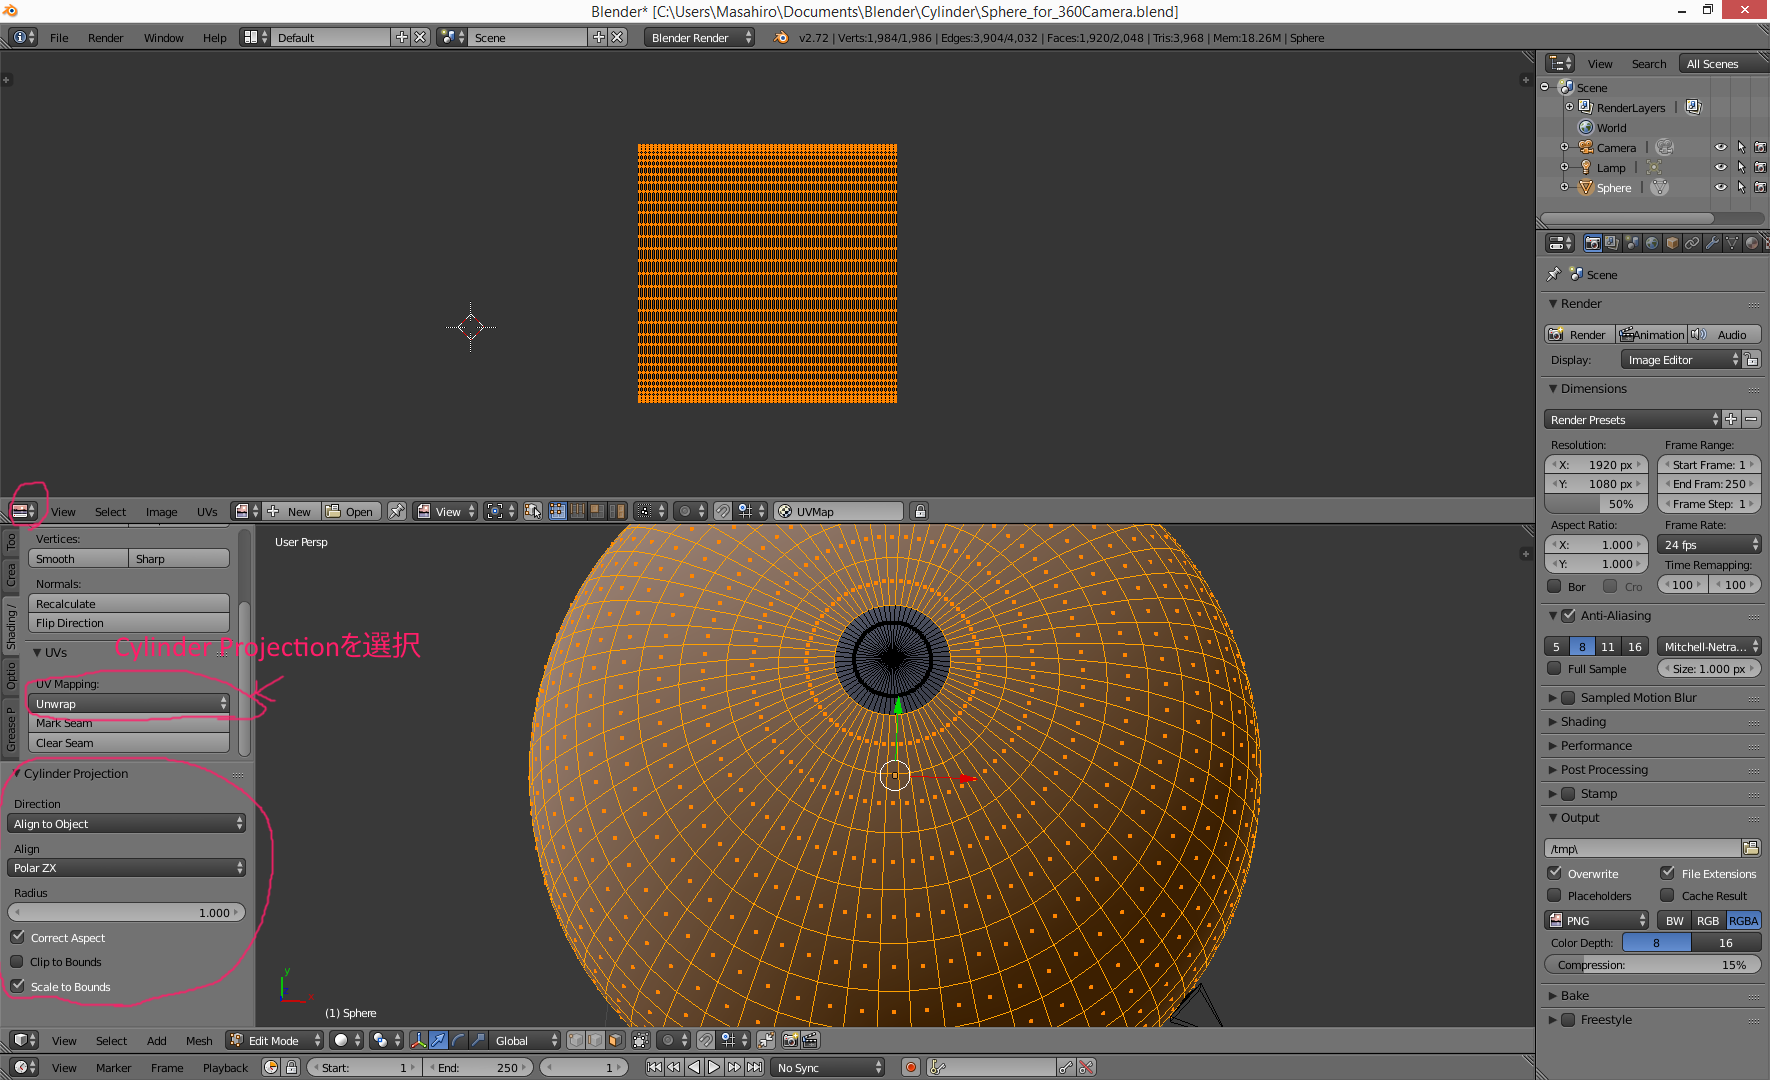 Blender* [C:\Users\Masahiro\Documents\Blender\Cylinder\Sphere_for_360Camera.blend]
File Render Window Help Default Scene Blender Render v2.72 | Verts:1,984/1,986 | Edges:3,904/4,032 | Faces:1,920/2,048 | Tris:3,968 | Mem:18.26M | Sphere
View Select Image UVs New Open View UVMap
Too
Crea
Shading /
Optio
Grease P
Vertices:
Smooth Sharp
Normals:
Recalculate
Flip Direction
Cylinder Projectionを選択
UVs
UV Mapping:
Unwrap
Mark Seam
Clear Seam
Cylinder Projection
Direction
Align to Object
Align
Polar ZX
Radius
1.000
Correct Aspect
Clip to Bounds
Scale to Bounds
User Persp
y
x
(1) Sphere
View Select Add Mesh Edit Mode Global
View Marker Frame Playback Start: 1 End: 250 1 No Sync
View Search All Scenes
Scene
RenderLayers
World
Camera
Lamp
Sphere
Scene
Render
Render Animation Audio
Display: Image Editor
Dimensions
Render Presets
Resolution: Frame Range:
X: 1920 px Start Frame: 1
Y: 1080 px End Fram: 250
50% Frame Step: 1
Aspect Ratio: Frame Rate:
X: 1.000 24 fps
Y: 1.000 Time Remapping:
Bor Cro 100 100
Anti-Aliasing
5 8 11 16 Mitchell-Netra...
Full Sample Size: 1.000 px
Sampled Motion Blur
Shading
Performance
Post Processing
Stamp
Output
/tmp\
Overwrite File Extensions
Placeholders Cache Result
PNG BW RGB RGBA
Color Depth: 8 16
Compression: 15%
Bake
Freestyle